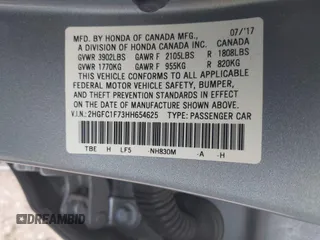 MFD. BY HONDA OF CANADA MFG., 07/'17
A DIVISION OF HONDA CANADA INC. CANADA
GVWR 3902LBS GAWR F 2105LBS R 1808LBS
GVWR 1770KG GAWR F 955KG R 820KG
THIS VEHICLE CONFORMS TO ALL APPLICABLE
FEDERAL MOTOR VEHICLE SAFETY, BUMPER,
AND THEFT PREVENTION STANDARDS IN EFFECT
ON THE DATE OF MANUFACTURE SHOWN ABOVE.
V.I.N.: 2HGFC1F73HH654625 TYPE: PASSENGER CAR
TBE H LF5 -NH830M -A -H
DREAMBID